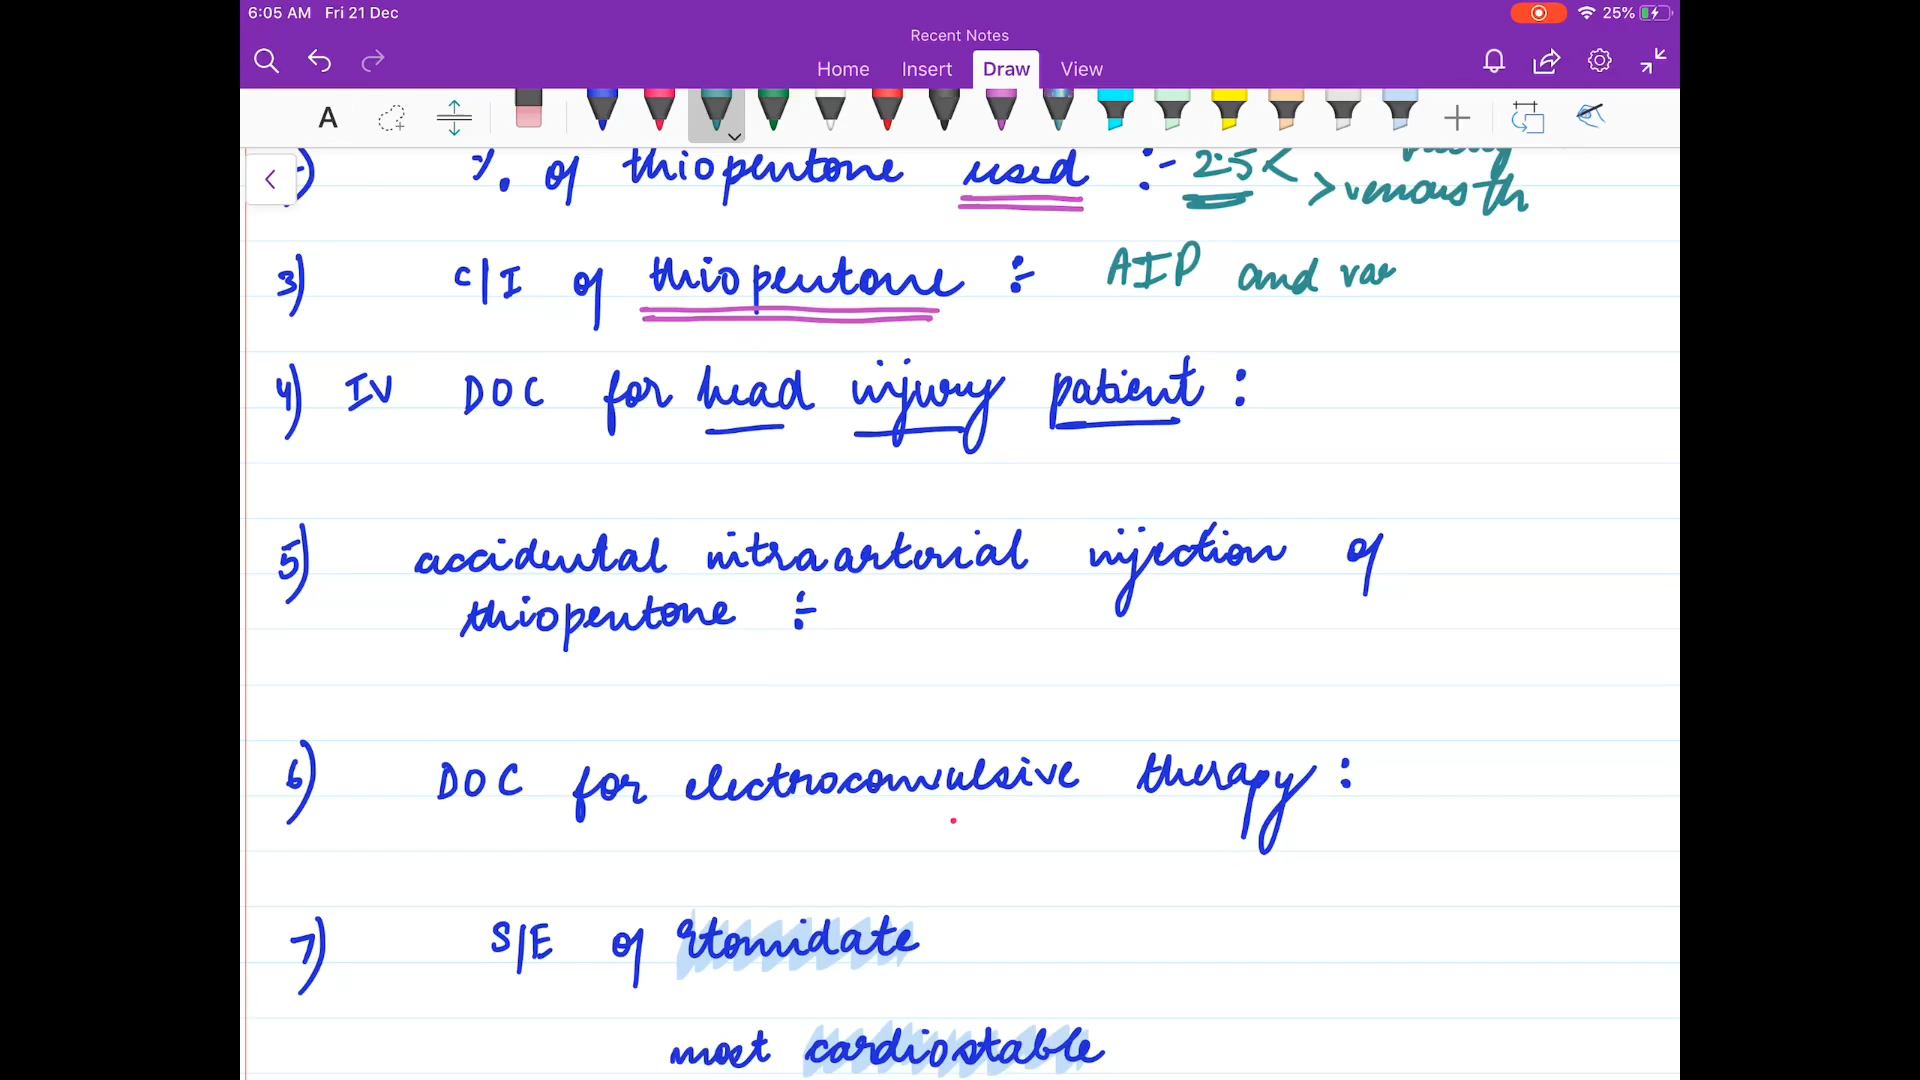 6:05 AM Fri 21 Dec
25%
Recent Notes
Home Insert Draw View
A
% of thiopentone used :- 2.5 <
> venous th
3) C/I of thiopentone ÷ AIP and var
4) IV DOC for head injury patient :
5) accidental intraarterial injection of
thiopentone ÷
6) DOC for electroconvulsive therapy :
7) S/E of Etomidate
most cardiostable